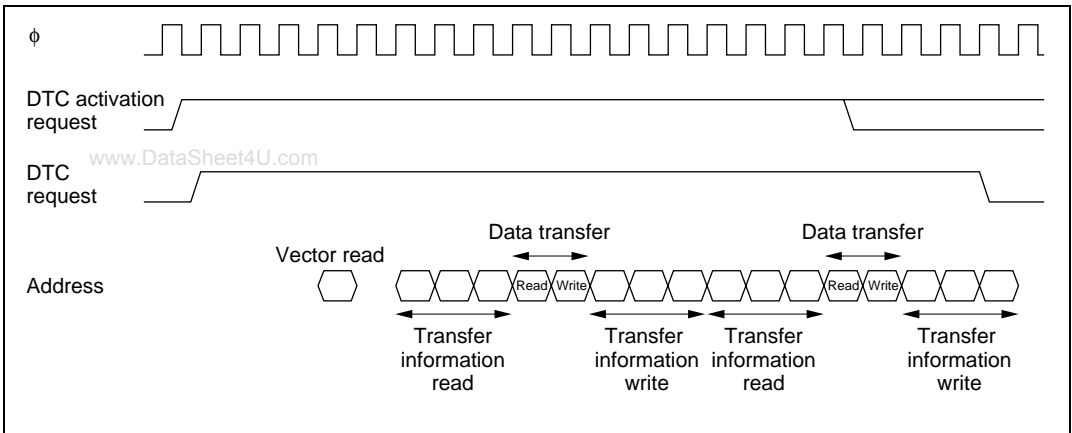 φ
DTC activation
request
www.DataSheet4U.com
DTC
request
Data transfer
Data transfer
Vector read
Address
Read
Write
Read
Write
Transfer
information
read
Transfer
information
write
Transfer
information
read
Transfer
information
write